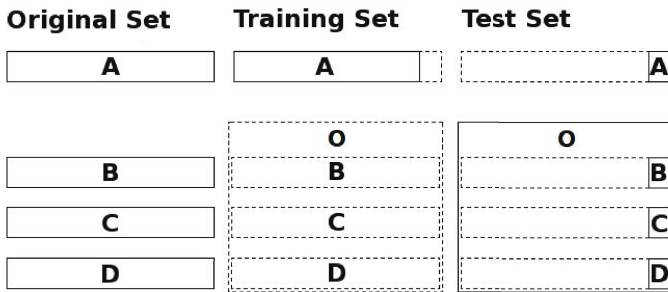 Original Set Training Set Test Set
A A A
O O
B B B
C C C
D D D